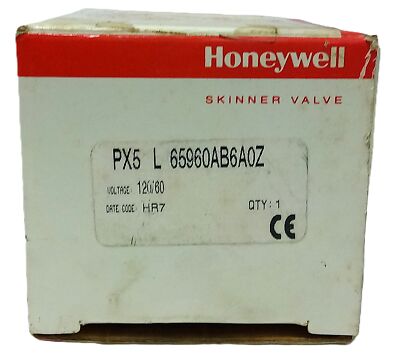 Honeywell
SKINNER VALVE
PX5 L 65960AB6A0Z
VOLTAGE: 120/60
DATE CODE: HR7 QTY: 1
CE